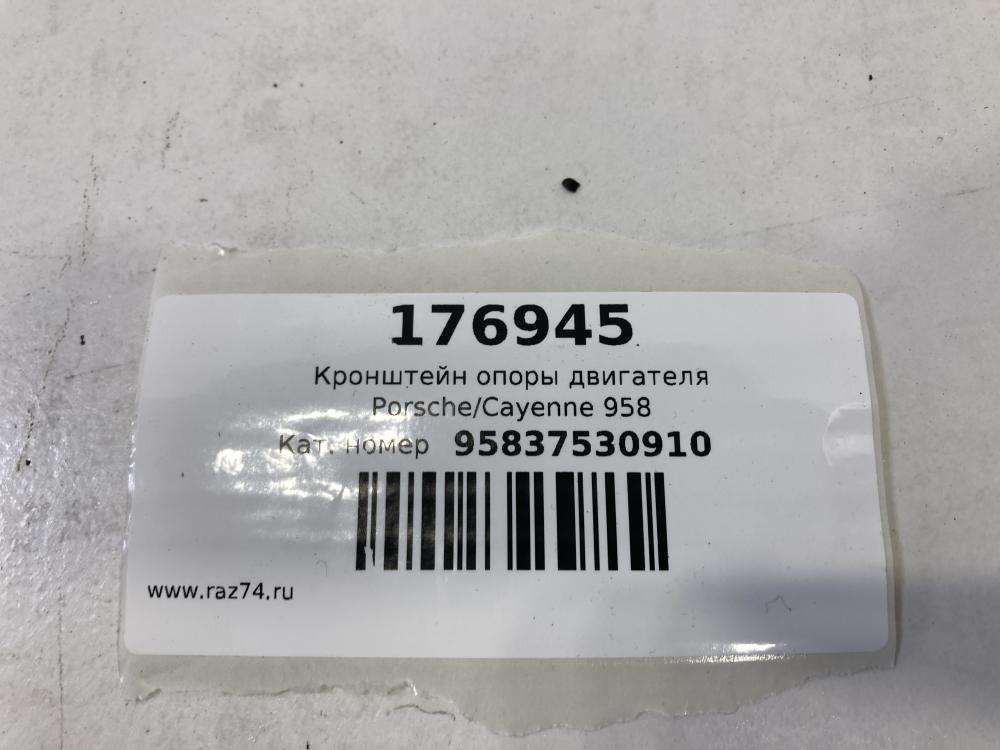 176945
Кронштейн опоры двигателя
Porsche/Cayenne 958
Кат. номер 95837530910
www.raz74.ru